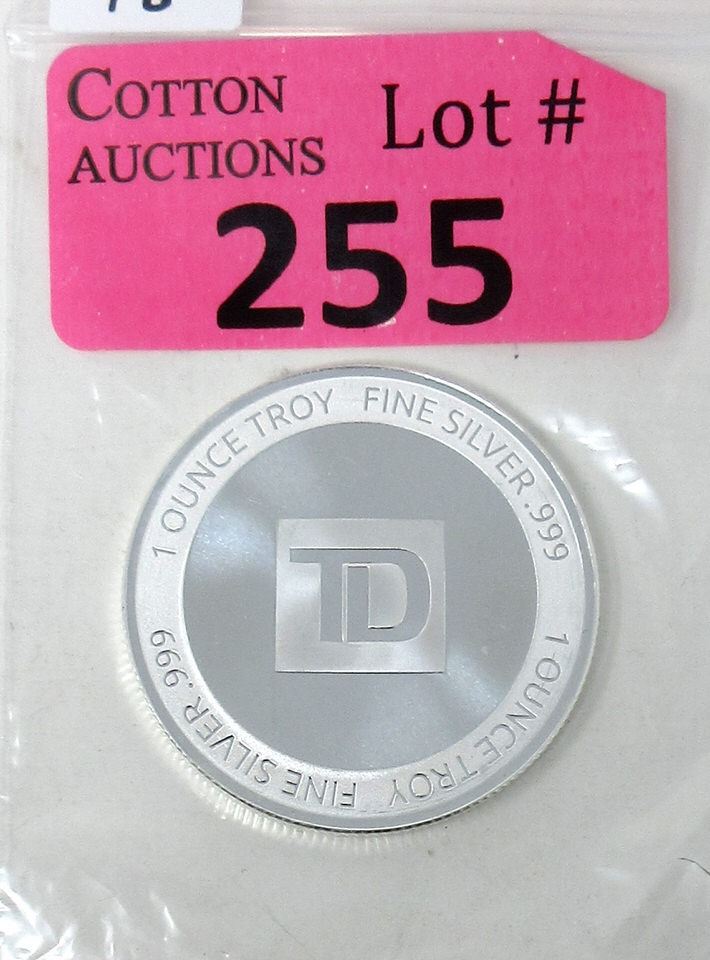 COTTON
AUCTIONS
Lot #
255
1 OUNCE TROY FINE SILVER .999
TD
1 OUNCE TROY FINE SILVER .999